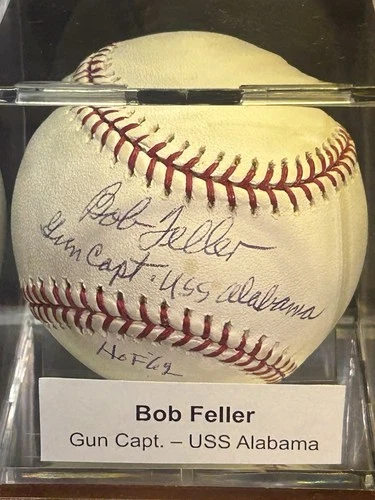 Bob Feller
Gun Capt. USS Alabama
HoF 62
Bob Feller
Gun Capt. – USS Alabama